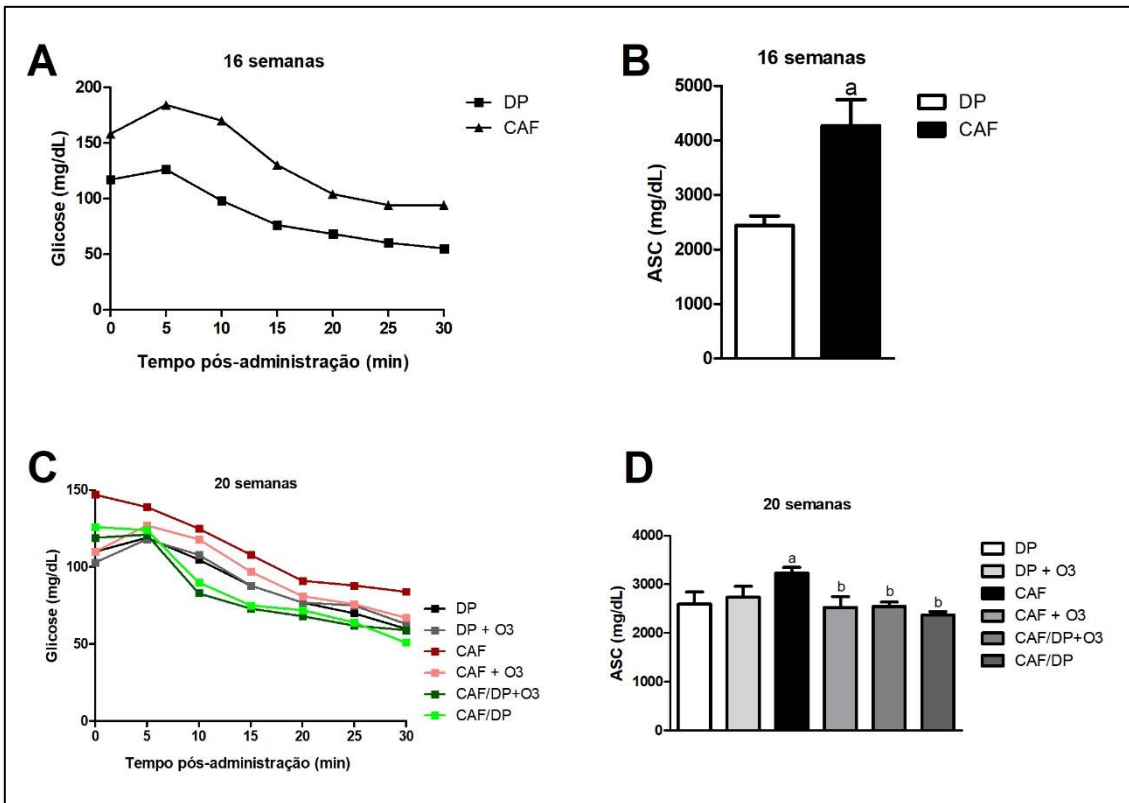 A
16 semanas
200
150
100
50
0
0 5 10 15 20 25 30
Glicose (mg/dL)
Tempo pós-administração (min)
DP
CAF
B
16 semanas
5000
4000
3000
2000
1000
0
ASC (mg/dL)
a
DP
CAF
C
20 semanas
150
100
50
0
0 5 10 15 20 25 30
Glicose (mg/dL)
Tempo pós-administração (min)
DP
DP + O3
CAF
CAF + O3
CAF/DP+O3
CAF/DP
D
20 semanas
4000
3000
2000
1000
0
ASC (mg/dL)
a
b
b
b
DP
DP + O3
CAF
CAF + O3
CAF/DP+O3
CAF/DP